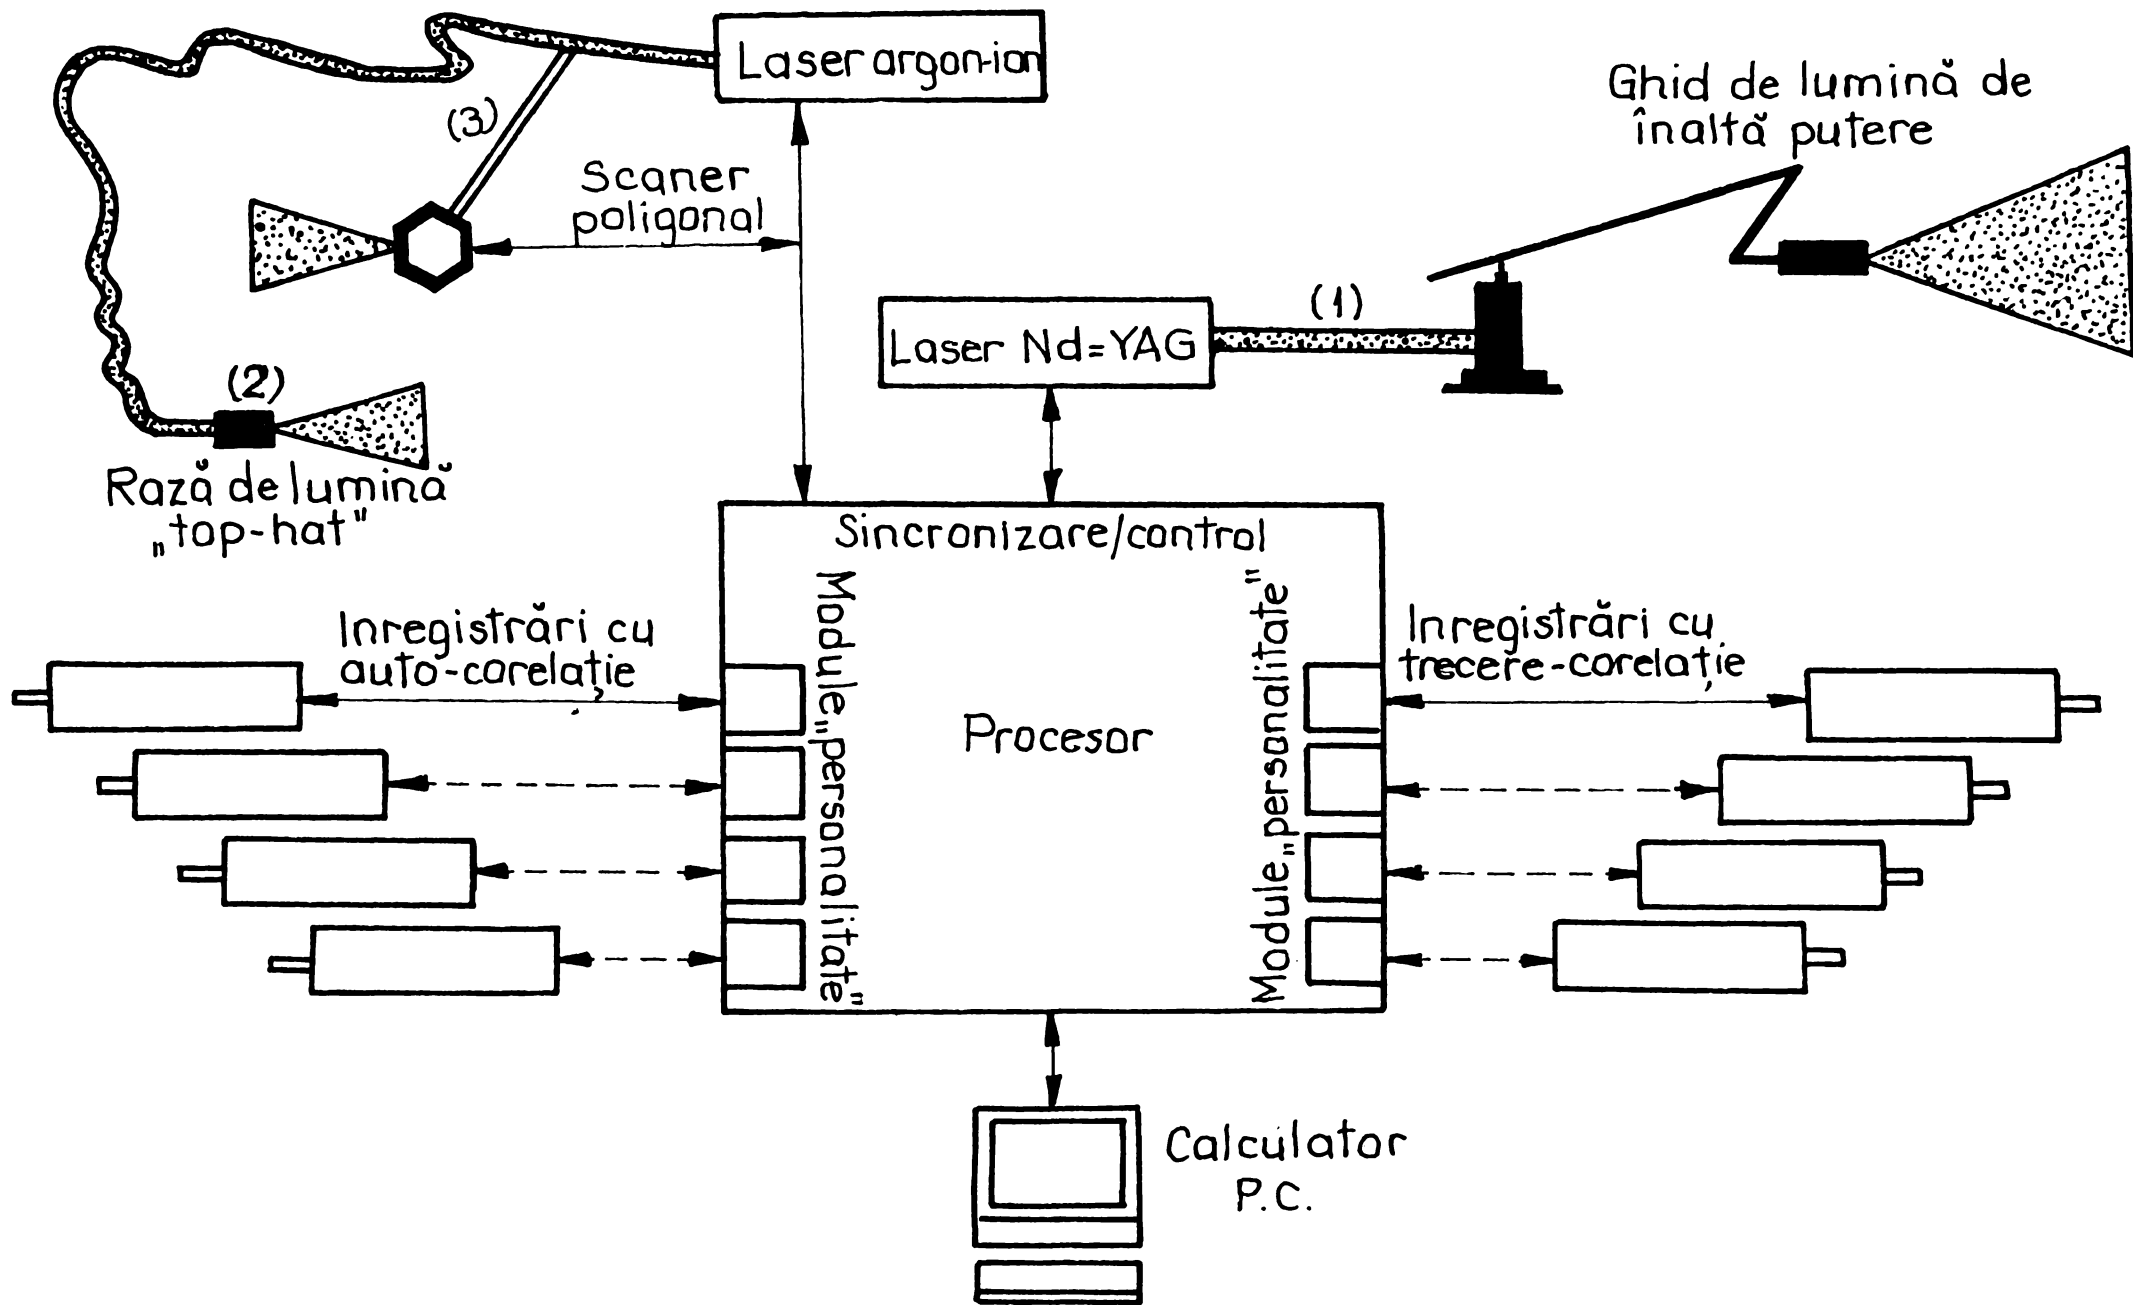 Laser argon-ion
Ghid de lumină de
înaltă putere
(3)
Scaner
poligonal
(1)
Laser Nd=YAG
(2)
Rază de lumină
„top-hat"
Sincronizare/control
Module „personalitate"
Module „personalitate"
Inregistrări cu
auto-corelație
Inregistrări cu
trecere-corelație
Procesor
Calculator
P.C.